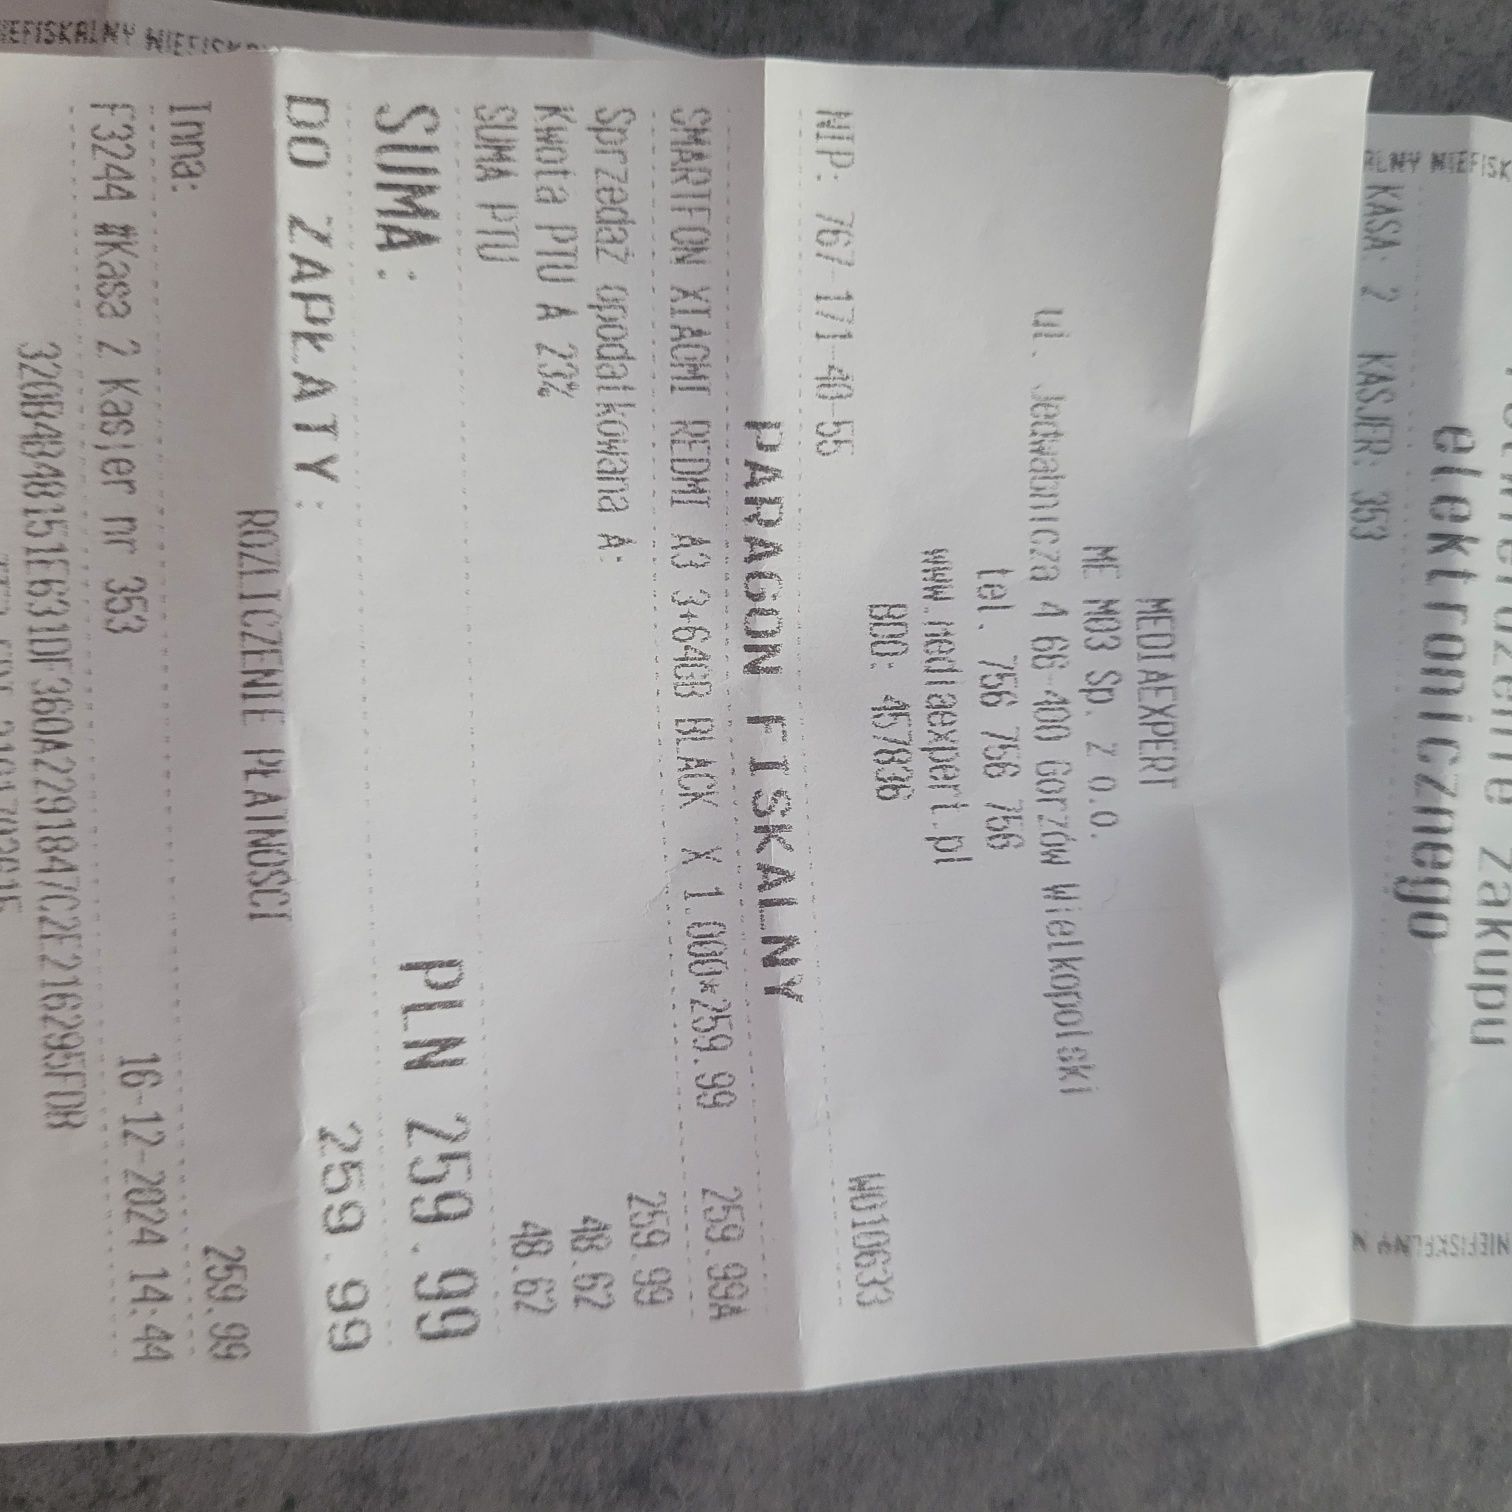 NIEFISKALNY
elektronicznego
KASA: 2 KASJER: 353
MEDIAEXPERT
ME M03 Sp. Z o.o.
ul. Jedwabnicza 4 66-400 Gorzów Wielkopolski
tel. 756 756 756
www.mediaexpert.pl
BDO: 457836
NIP: 767-171-40-55 W010633
PARAGON FISKALNY
SMARTFON XIAOMI REDMI A3 3+64GB BLACK X 1.000*259.99 259.99A
Sprzedaż opodatkowana A: 259.99
Kwota PTU A 23% 48.62
SUMA PTU 48.62
SUMA: PLN 259.99
DO ZAPŁATY: 259.99
ROZLICZENIE PŁATNOŚCI
Inna: 259.99
F3244 #Kasa 2 Kasjer nr 353 16-12-2024 14:44